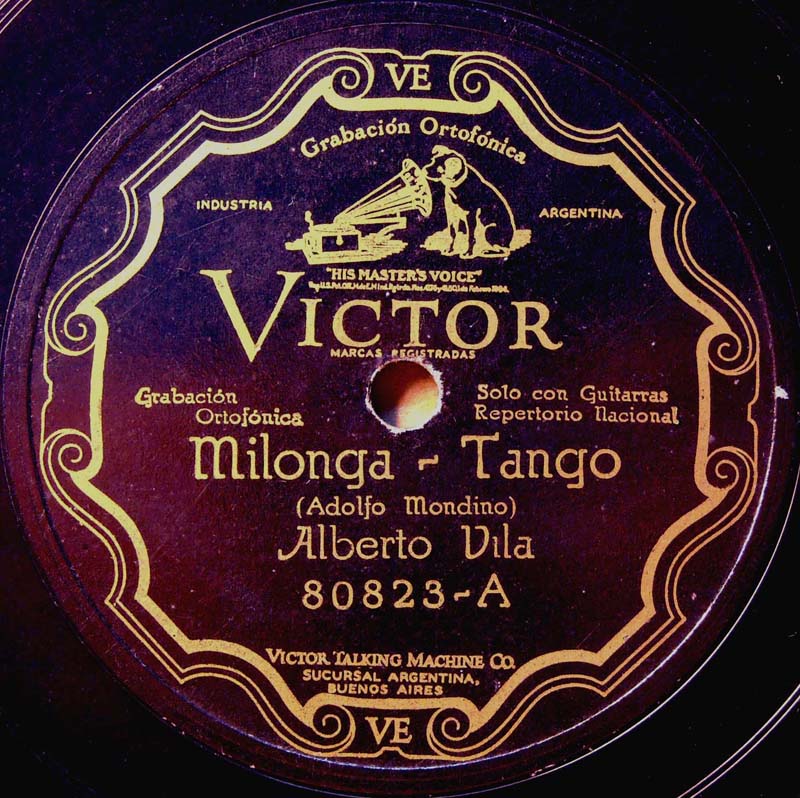 VE
Grabación Ortofónica
INDUSTRIA
ARGENTINA
"HIS MASTER'S VOICE"
VICTOR
MARCAS REGISTRADAS
Grabación
Ortofónica
Solo con Guitarras
Repertorio Nacional
Milonga - Tango
(Adolfo Mondino)
Alberto Vila
80823-A
VICTOR TALKING MACHINE CO.
SUCURSAL ARGENTINA,
BUENOS AIRES
VE